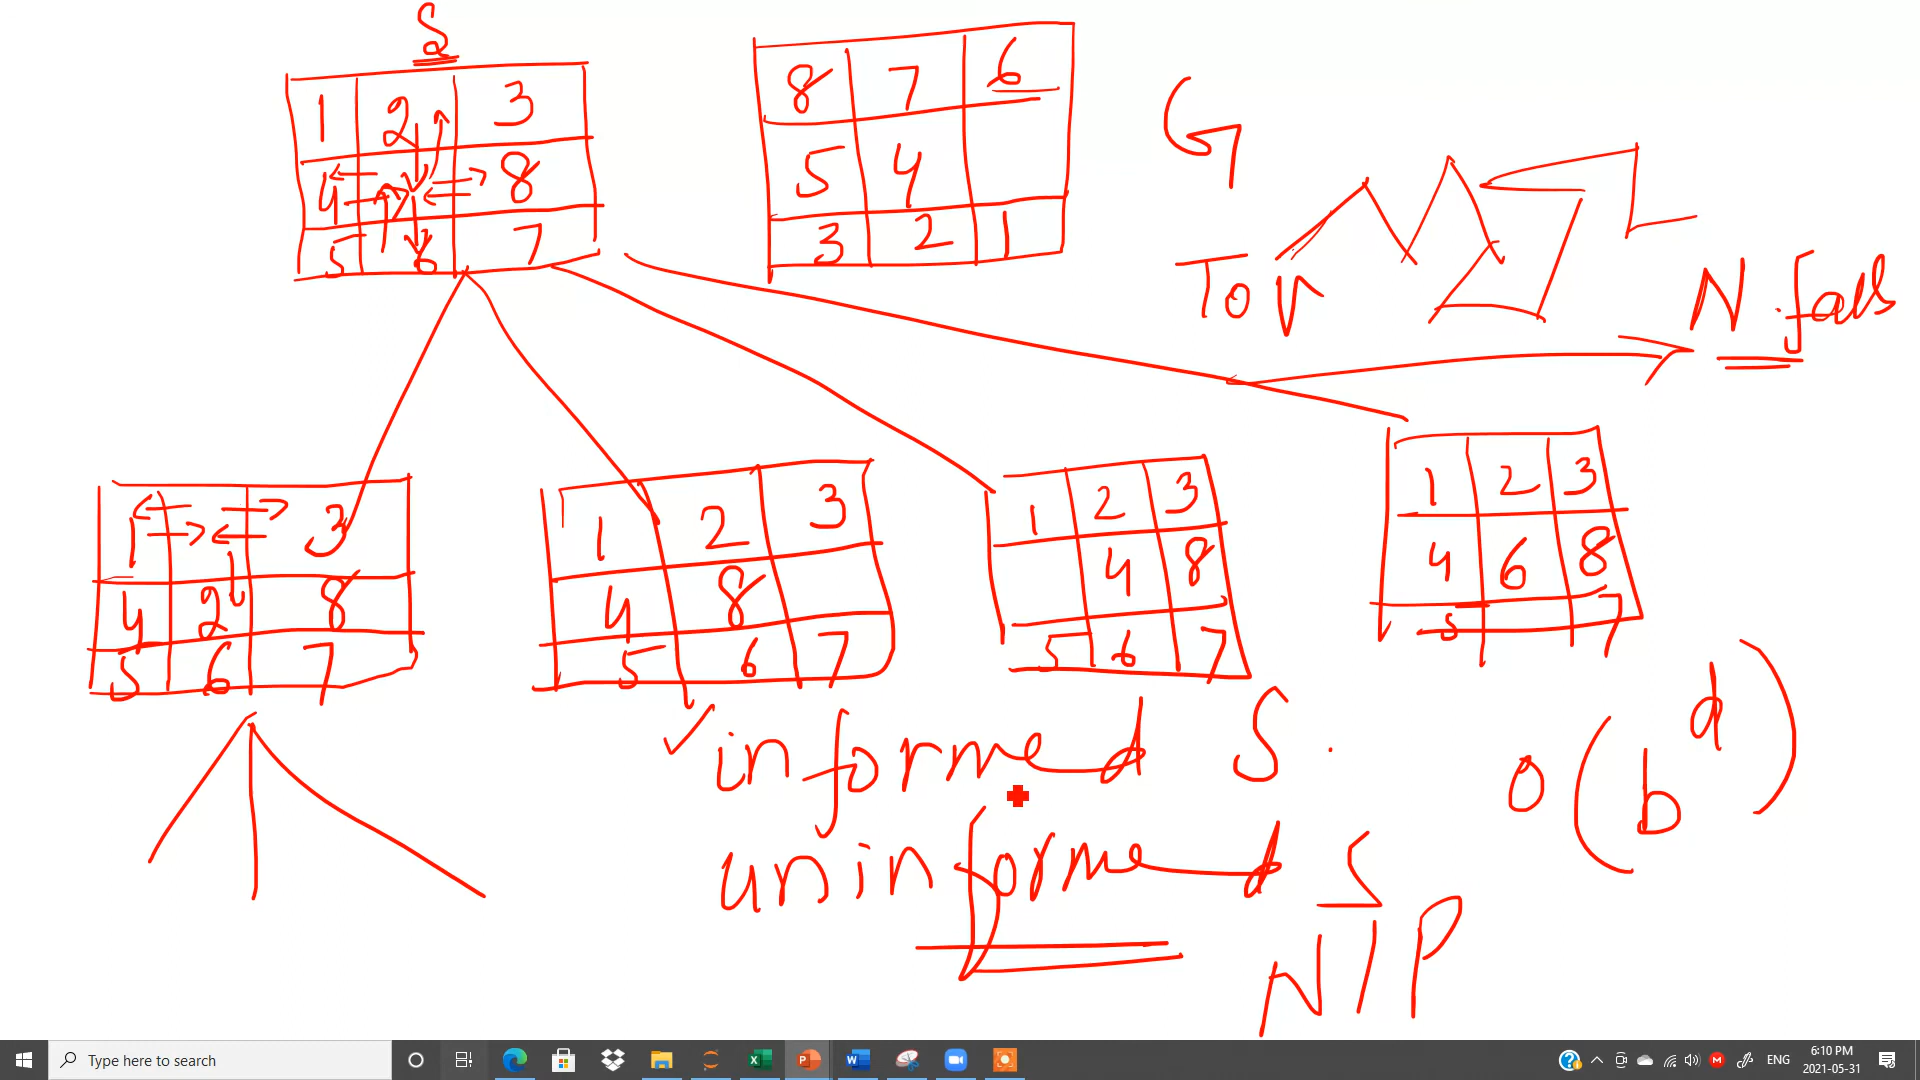 S
1 2 3
4 8
5 6 7
8 7 6
5 4
3 2 1
G
1 3
4 2 8
5 6 7
1 2 3
4 8
5 6 7
1 2 3
4 8
5 6 7
1 2 3
4 6 8
5 7
informed S.
uninformed S
O(b^d)
Type here to search
ENG
6:10 PM
2021-05-31